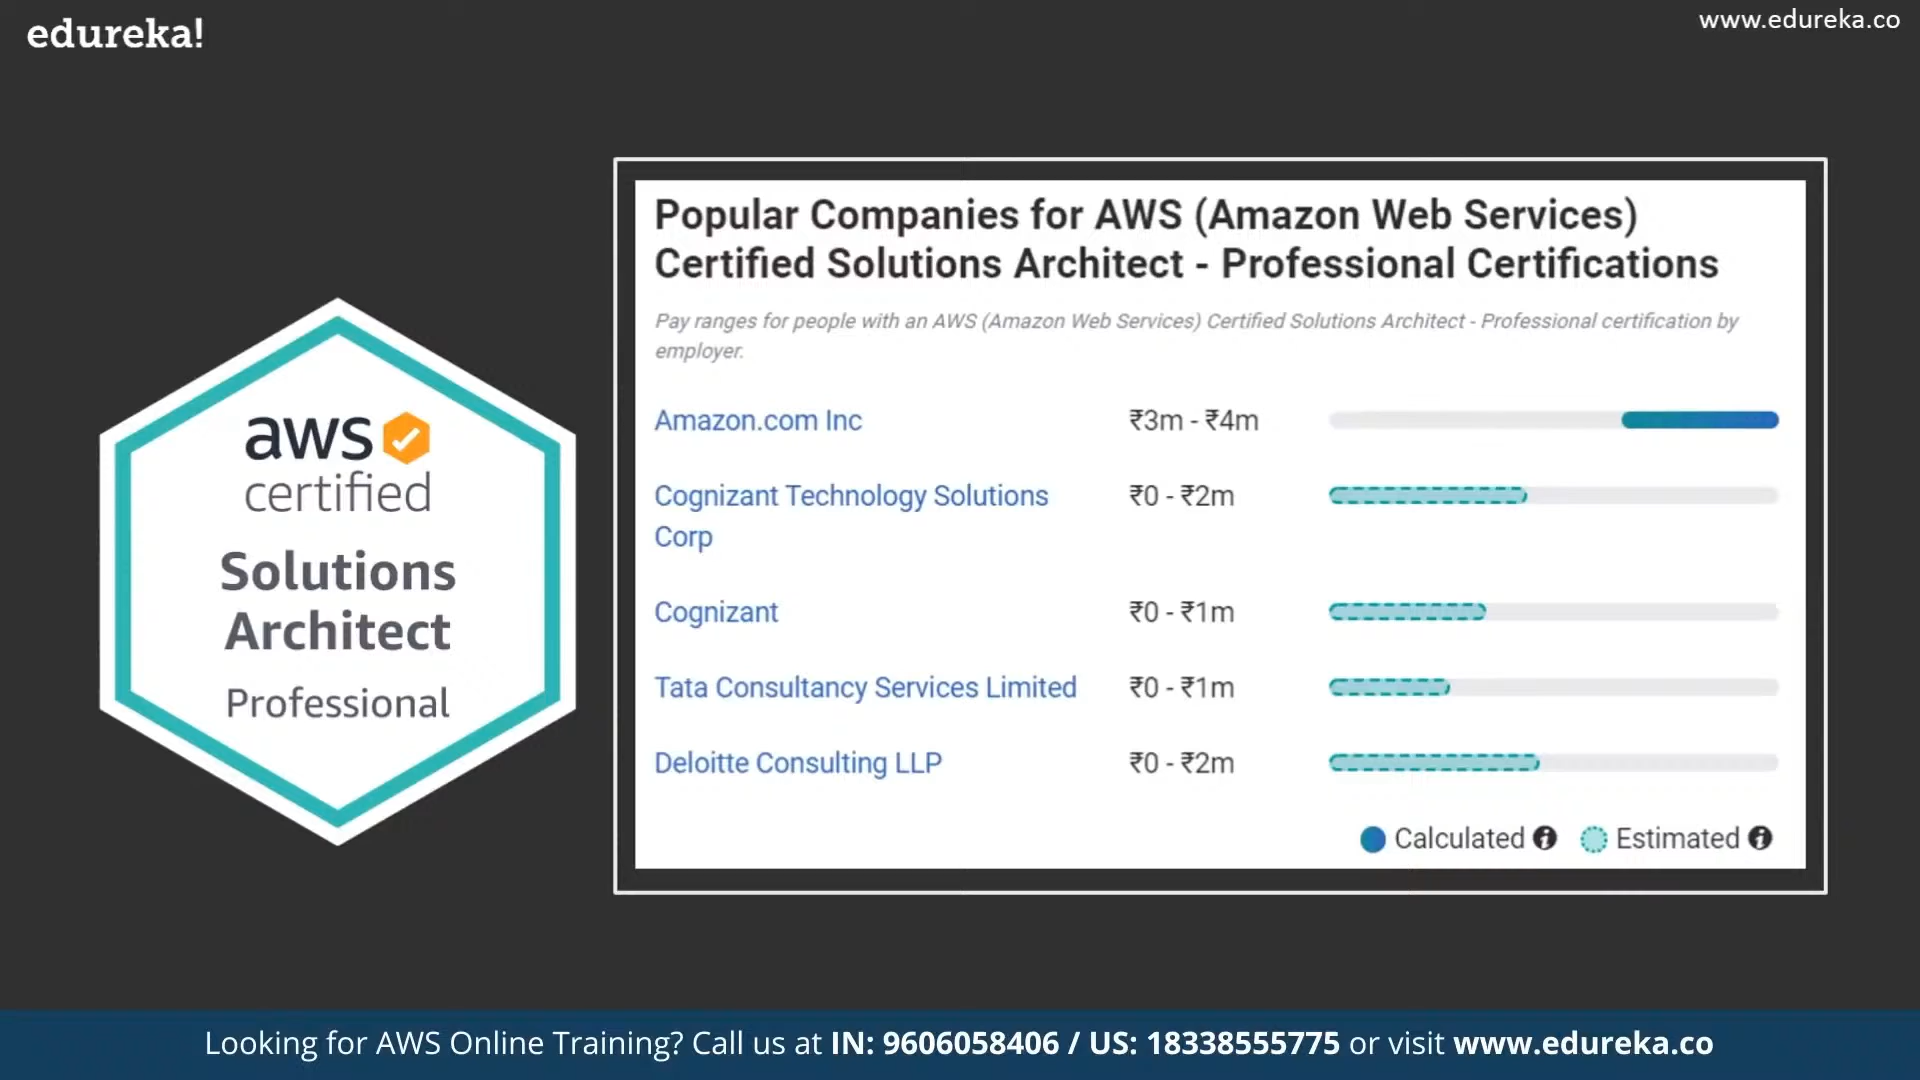 edureka!
www.edureka.co
aws
certified
Solutions
Architect
Professional
Popular Companies for AWS (Amazon Web Services)
Certified Solutions Architect - Professional Certifications
Pay ranges for people with an AWS (Amazon Web Services) Certified Solutions Architect - Professional certification by
employer.
Amazon.com Inc ₹3m - ₹4m
Cognizant Technology Solutions ₹0 - ₹2m
Corp
Cognizant ₹0 - ₹1m
Tata Consultancy Services Limited ₹0 - ₹1m
Deloitte Consulting LLP ₹0 - ₹2m
Calculated i Estimated i
Looking for AWS Online Training? Call us at IN: 9606058406 / US: 18338555775 or visit www.edureka.co